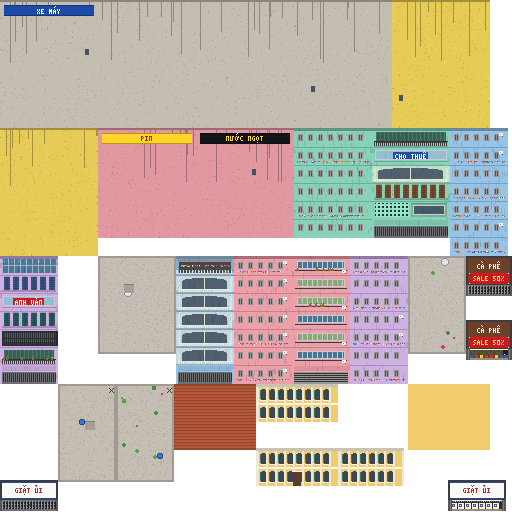 XE MÁY
PIN
NƯỚC NGỌT
CHO THUÊ
ANH VĂN
CÀ PHÊ
SALE 50%
CÀ PHÊ
SALE 50%
GIẶT ỦI
GIẶT ỦI